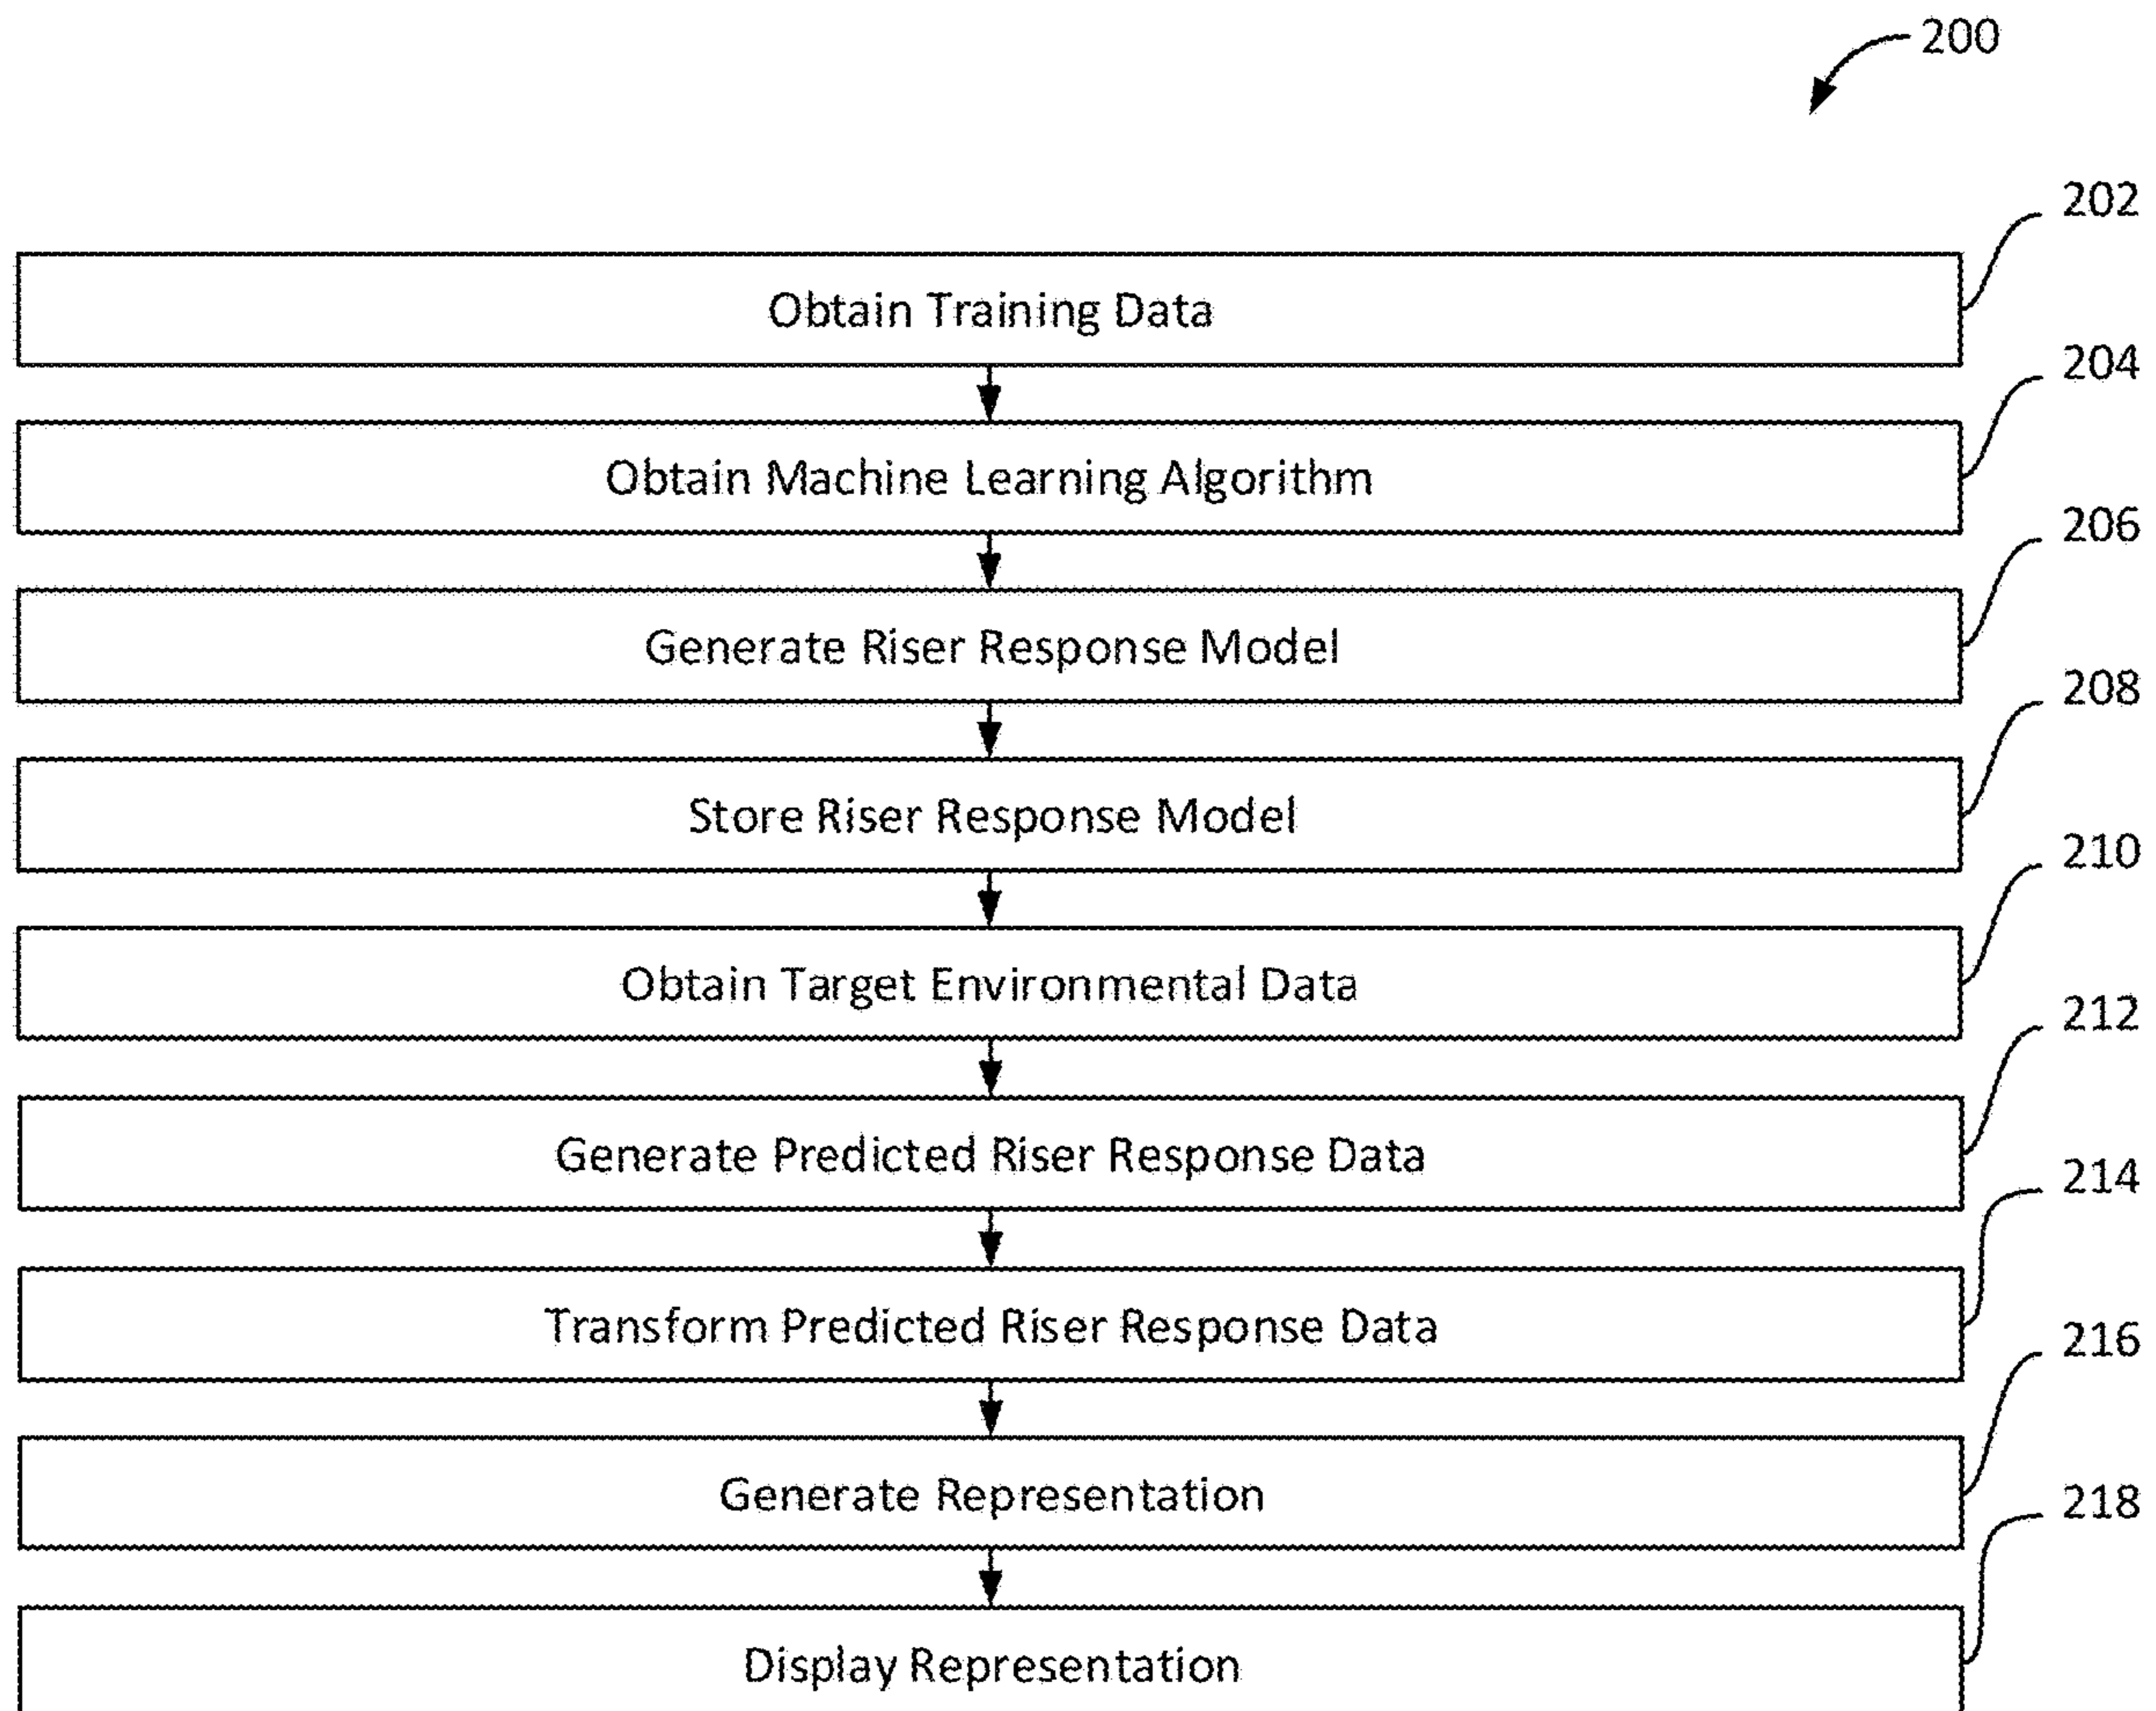 200
202
Obtain Training Data
204
Obtain Machine Learning Algorithm
206
Generate Riser Response Model
208
Store Riser Response Model
210
Obtain Target Environmental Data
212
Generate Predicted Riser Response Data
214
Transform Predicted Riser Response Data
216
Generate Representation
218
Display Representation